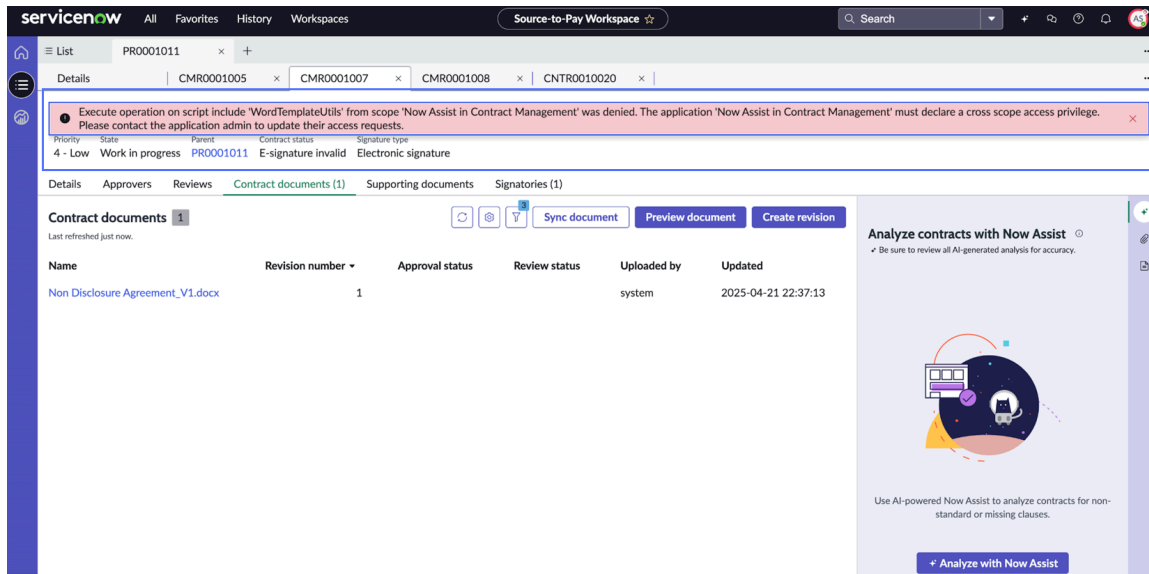 servicenow All Favorites History Workspaces Source-to-Pay Workspace Search AS
List PR0001011
Details CMR0001005 CMR0001007 CMR0001008 CNTR0010020
Execute operation on script include 'WordTemplateUtils' from scope 'Now Assist in Contract Management' was denied. The application 'Now Assist in Contract Management' must declare a cross scope access privilege.
Please contact the application admin to update their access requests.
Priority State Parent Contract status Signature type
4 - Low Work in progress PR0001011 E-signature invalid Electronic signature
Details Approvers Reviews Contract documents (1) Supporting documents Signatories (1)
Contract documents 1 3 Sync document Preview document Create revision
Last refreshed just now.
Analyze contracts with Now Assist
Be sure to review all AI-generated analysis for accuracy.
Name Revision number Approval status Review status Uploaded by Updated
Non Disclosure Agreement_V1.docx 1 system 2025-04-21 22:37:13
Use AI-powered Now Assist to analyze contracts for non-
standard or missing clauses.
Analyze with Now Assist